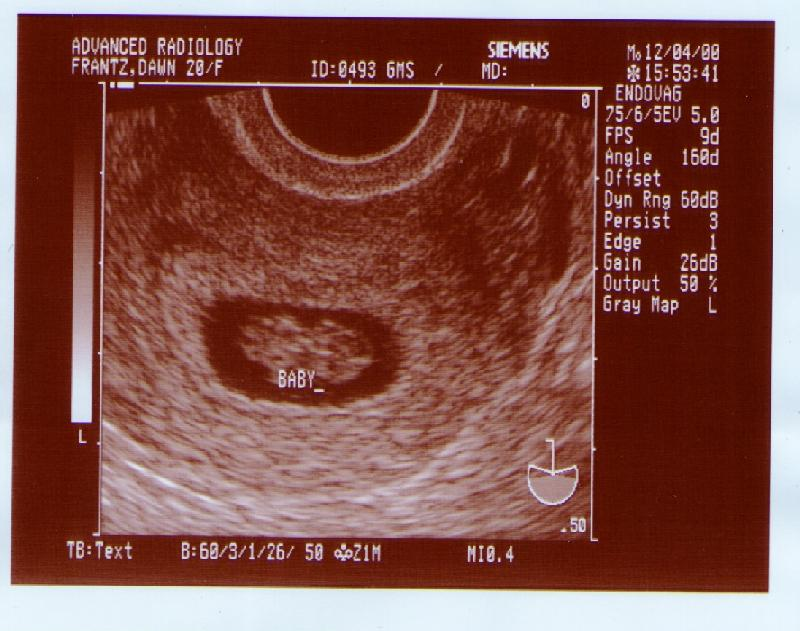 ADVANCED RADIOLOGY
FRANTZ,DAWN 20/F
ID:0493 GMS /
SIEMENS
MD:
Mo12/04/00
15:53:41
0
ENDOVAG
75/6/5EV 5.0
FPS 9d
Angle 160d
Offset
Dyn Rng 60dB
Persist 3
Edge 1
Gain 26dB
Output 50 %
Gray Map L
BABY_
L
.50
TB:Text
B:60/3/1/26/ 50
Z1M
MI0.4